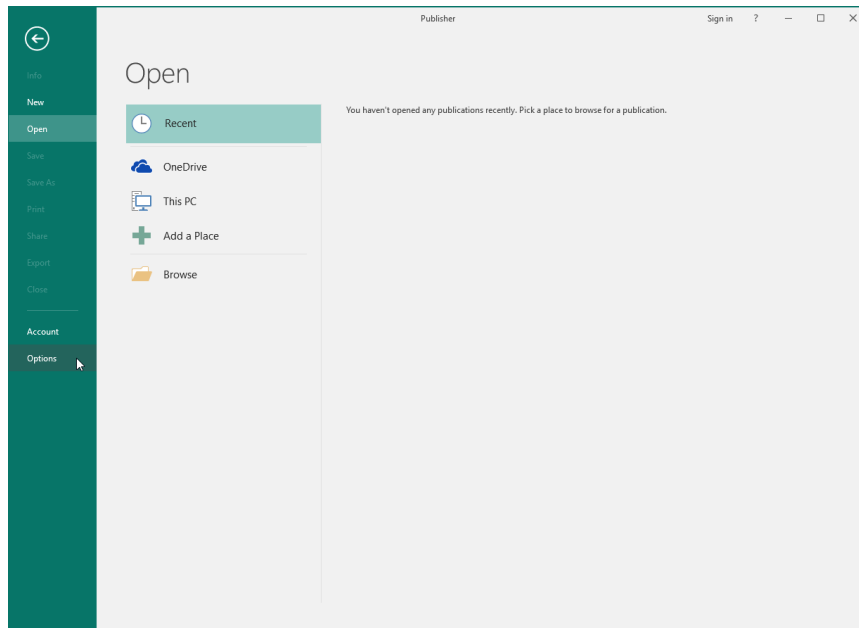 Publisher
Sign in ?
Info
New
Open
Save
Save As
Print
Share
Export
Close
Account
Options
Open
Recent
OneDrive
This PC
Add a Place
Browse
You haven't opened any publications recently. Pick a place to browse for a publication.